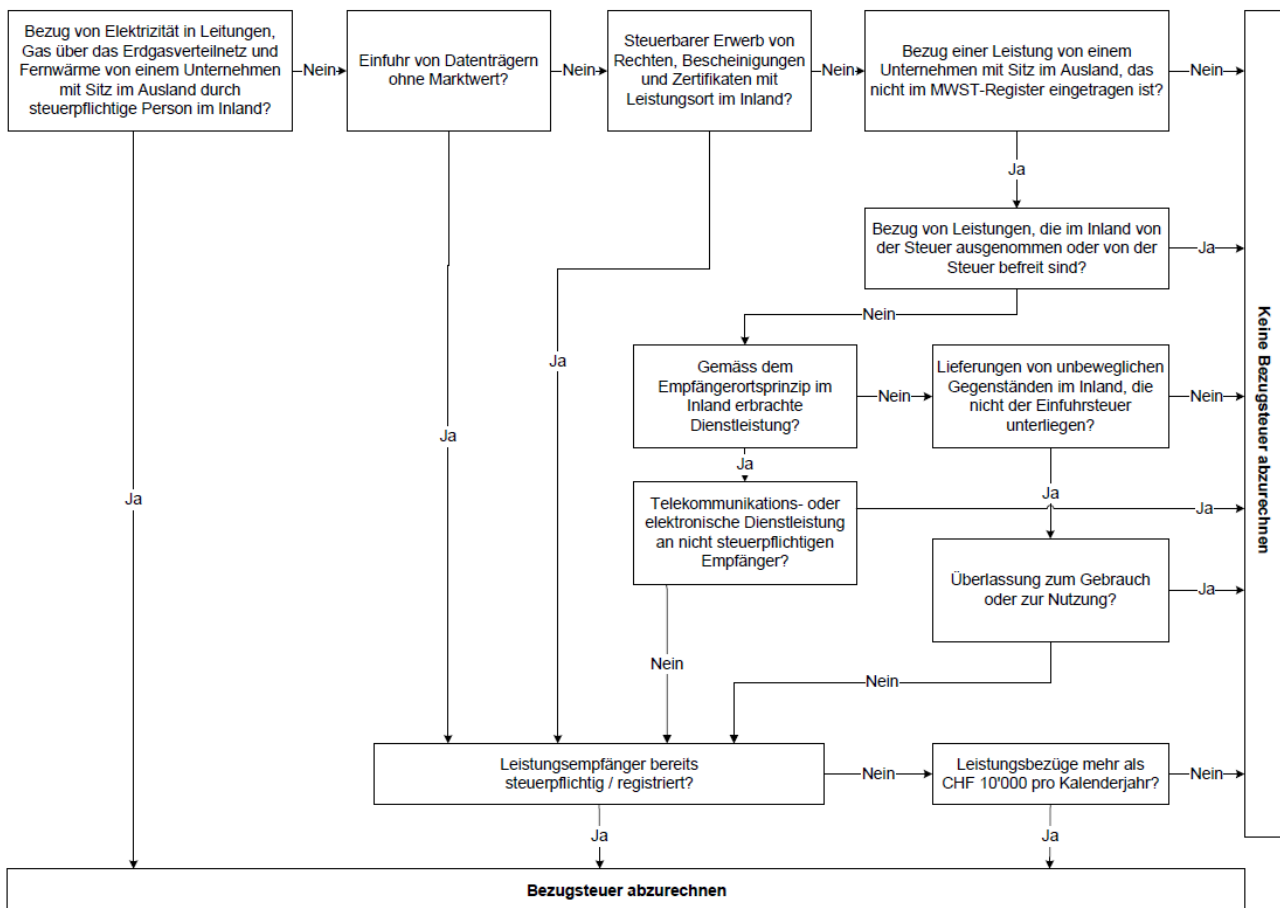 Bezug von Elektrizität in Leitungen,
Gas über das Erdgasverteilnetz und
Fernwärme von einem Unternehmen
mit Sitz im Ausland durch
steuerpflichtige Person im Inland?
Nein
Einfuhr von Datenträgern
ohne Marktwert?
Nein
Steuerbarer Erwerb von
Rechten, Bescheinigungen
und Zertifikaten mit
Leistungsort im Inland?
Nein
Bezug einer Leistung von einem
Unternehmen mit Sitz im Ausland, das
nicht im MWST-Register eingetragen ist?
Nein
Ja
Bezug von Leistungen, die im Inland von
der Steuer ausgenommen oder von der
Steuer befreit sind?
Ja
Nein
Gemäss dem
Empfängerortsprinzip im
Inland erbrachte
Dienstleistung?
Nein
Lieferungen von unbeweglichen
Gegenständen im Inland, die
nicht der Einfuhrsteuer
unterliegen?
Nein
Ja
Ja
Ja
Ja
Ja
Telekommunikations- oder
elektronische Dienstleistung
an nicht steuerpflichtigen
Empfänger?
Ja
Überlassung zum Gebrauch
oder zur Nutzung?
Ja
Nein
Nein
Leistungsempfänger bereits
steuerpflichtig / registriert?
Nein
Leistungsbezüge mehr als
CHF 10'000 pro Kalenderjahr?
Nein
Ja
Ja
Keine Bezugsteuer abzurechnen
Bezugsteuer abzurechnen